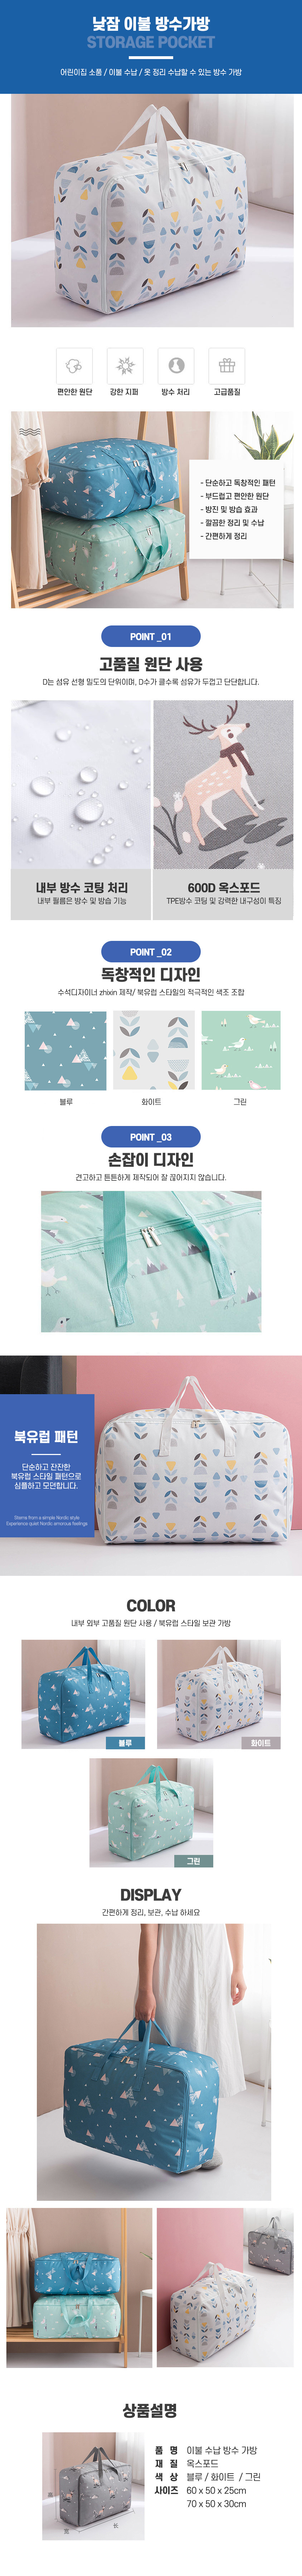 낮잠 이불 방수가방
STORAGE POCKET
어린이집 소품 / 이불 수납 / 옷 정리 수납할 수 있는 방수 가방
편안한 원단
강한 지퍼
방수 처리
고급품질
- 단순하고 독창적인 패턴
- 부드럽고 편안한 원단
- 방진 및 방습 효과
- 깔끔한 정리 및 수납
- 간편하게 정리
POINT _01
고품질 원단 사용
D는 섬유 선형 밀도의 단위이며, D수가 클수록 섬유가 두껍고 단단합니다.
내부 방수 코팅 처리
내부 필름은 방수 및 방습 기능
600D 옥스포드
TPE방수 코팅 및 강력한 내구성이 특징
POINT _02
독창적인 디자인
수석디자이너 zhixin 제작/ 북유럽 스타일의 적극적인 색조 조합
블루
화이트
그린
POINT _03
손잡이 디자인
견고하고 튼튼하게 제작되어 잘 끊어지지 않습니다.
북유럽 패턴
단순하고 잔잔한
북유럽 스타일 패턴으로
심플하고 모던합니다.
Stems from a simple Nordic style
Experience quiet Nordic amorous feelings
COLOR
내부 외부 고품질 원단 사용 / 북유럽 스타일 보관 가방
블루
화이트
그린
DISPLAY
간편하게 정리, 보관, 수납 하세요
상품설명
품 명 이불 수납 방수 가방
재 질 옥스포드
색 상 블루 / 화이트 / 그린
사이즈 60 x 50 x 25cm
70 x 50 x 30cm
长